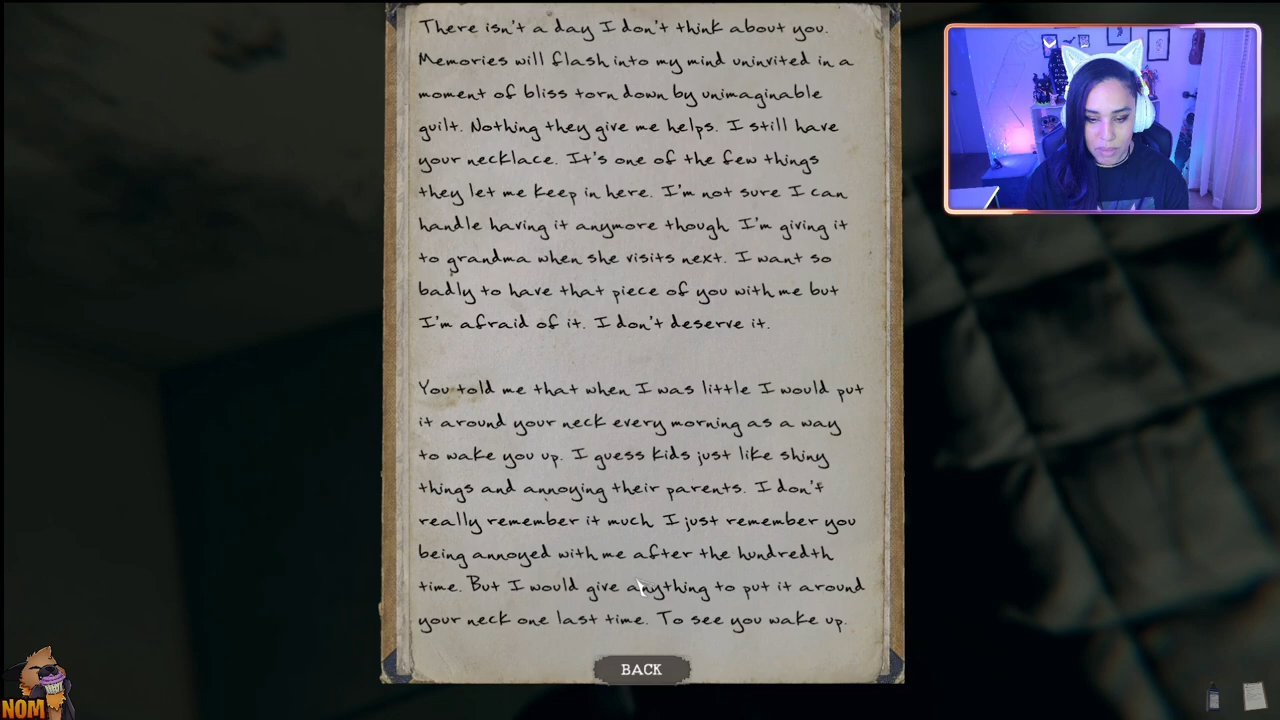 There isn't a day I don't think about you.
Memories will flash into my mind uninvited in a
moment of bliss torn down by unimaginable
guilt. Nothing they give me helps. I still have
your necklace. It's one of the few things
they let me keep in here. I'm not sure I can
handle having it anymore though. I'm giving it
to grandma when she visits next. I want so
badly to have that piece of you with me but
I'm afraid of it. I don't deserve it.
You told me that when I was little I would put
it around your neck every morning as a way
to wake you up. I guess kids just like shiny
things and annoying their parents. I don't
really remember it much, I just remember you
being annoyed with me after the hundredth
time. But I would give anything to put it around
your neck one last time. To see you wake up.
BACK
NOM